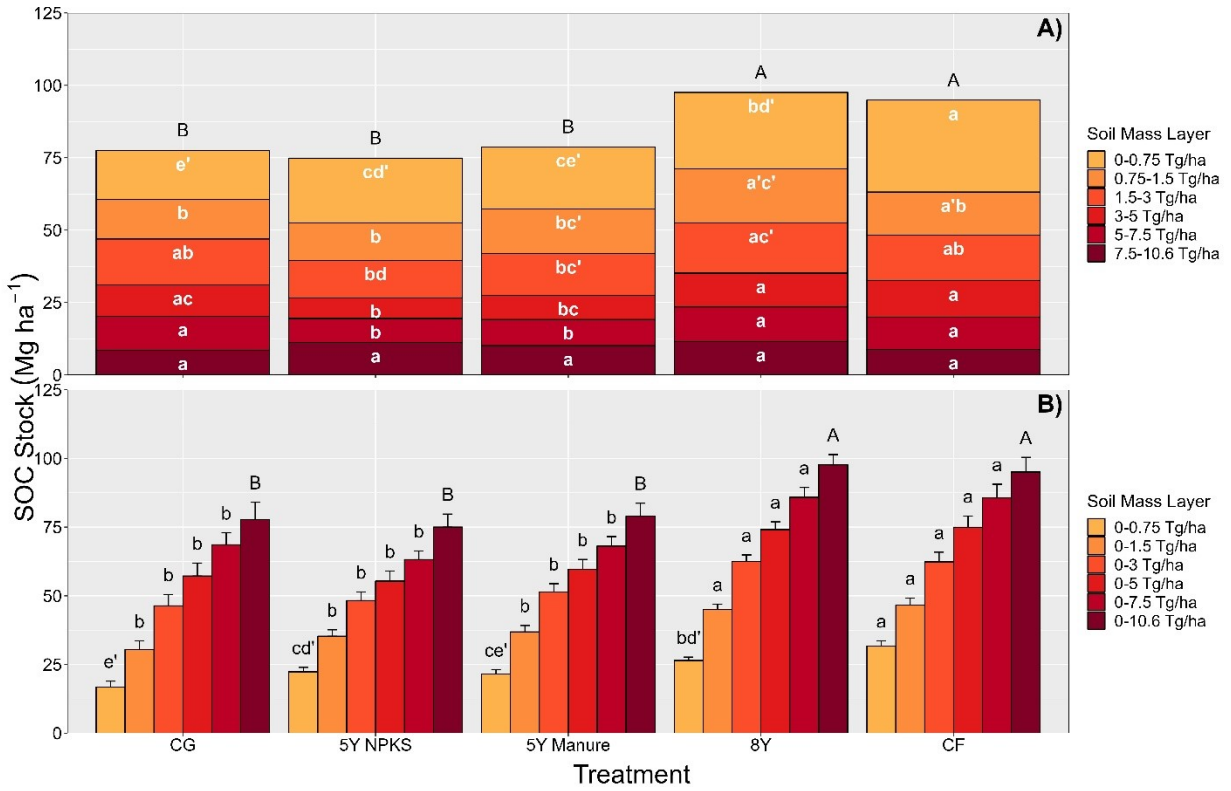 SOC Stock (Mg ha⁻¹)
A)
125
100
75
50
25
0
B
B
B
A
A
e'
cd'
ce'
bd'
a
b
b
bc'
a'c'
a'b
ab
bd
bc'
ac'
ab
ac
b
bc
a
a
a
b
b
a
a
a
a
a
a
a
Soil Mass Layer
0-0.75 Tg/ha
0.75-1.5 Tg/ha
1.5-3 Tg/ha
3-5 Tg/ha
5-7.5 Tg/ha
7.5-10.6 Tg/ha
B)
125
100
75
50
25
0
e'
b
b
b
b
B
cd'
b
b
b
b
B
ce'
b
b
b
b
B
bd'
a
a
a
a
A
a
a
a
a
a
A
Soil Mass Layer
0-0.75 Tg/ha
0-1.5 Tg/ha
0-3 Tg/ha
0-5 Tg/ha
0-7.5 Tg/ha
0-10.6 Tg/ha
CG
5Y NPKS
5Y Manure
8Y
CF
Treatment